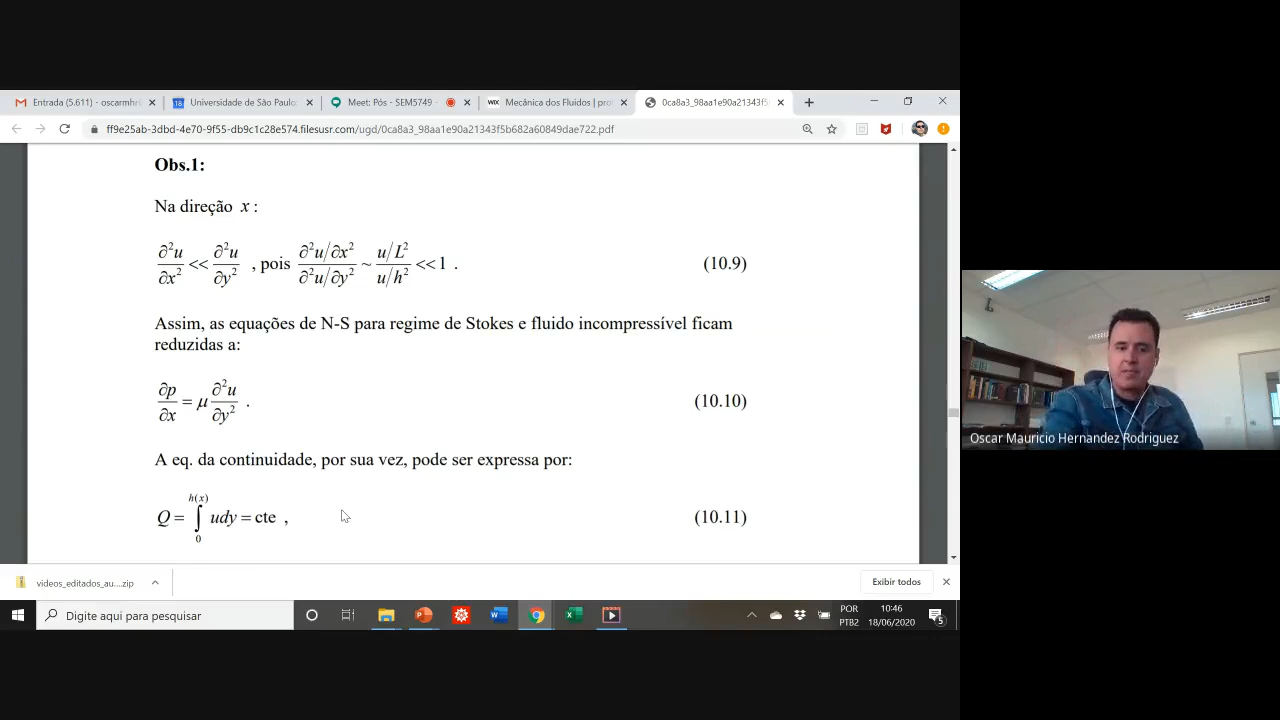 Entrada (5.611) - oscarmhr
Universidade de São Paulo:
Meet: Pós - SEM5749 -
WIX Mecânica dos Fluidos | pro
0ca8a3_98aa1e90a21343f5
ff9e25ab-3dbd-4e70-9f65-db9c1c28e574.filesusr.com/ugd/0ca8a3_98aa1e90a21343f5b682a60849dae722.pdf
Obs.1:
Na direção x :
∂²u/∂x² << ∂²u/∂y² , pois (∂²u/∂x²)/(∂²u/∂y²) ~ (u/L²)/(u/h²) <<1 . (10.9)
Assim, as equações de N-S para regime de Stokes e fluido incompressível ficam
reduzidas a:
∂p/∂x = μ ∂²u/∂y² . (10.10)
A eq. da continuidade, por sua vez, pode ser expressa por:
Q = ∫₀^h(x) udy = cte , (10.11)
Oscar Mauricio Hernandez Rodriguez
videos_editados_au....zip
Exibir todos
Digite aqui para pesquisar
POR
PTB2
10:46
18/06/2020
5